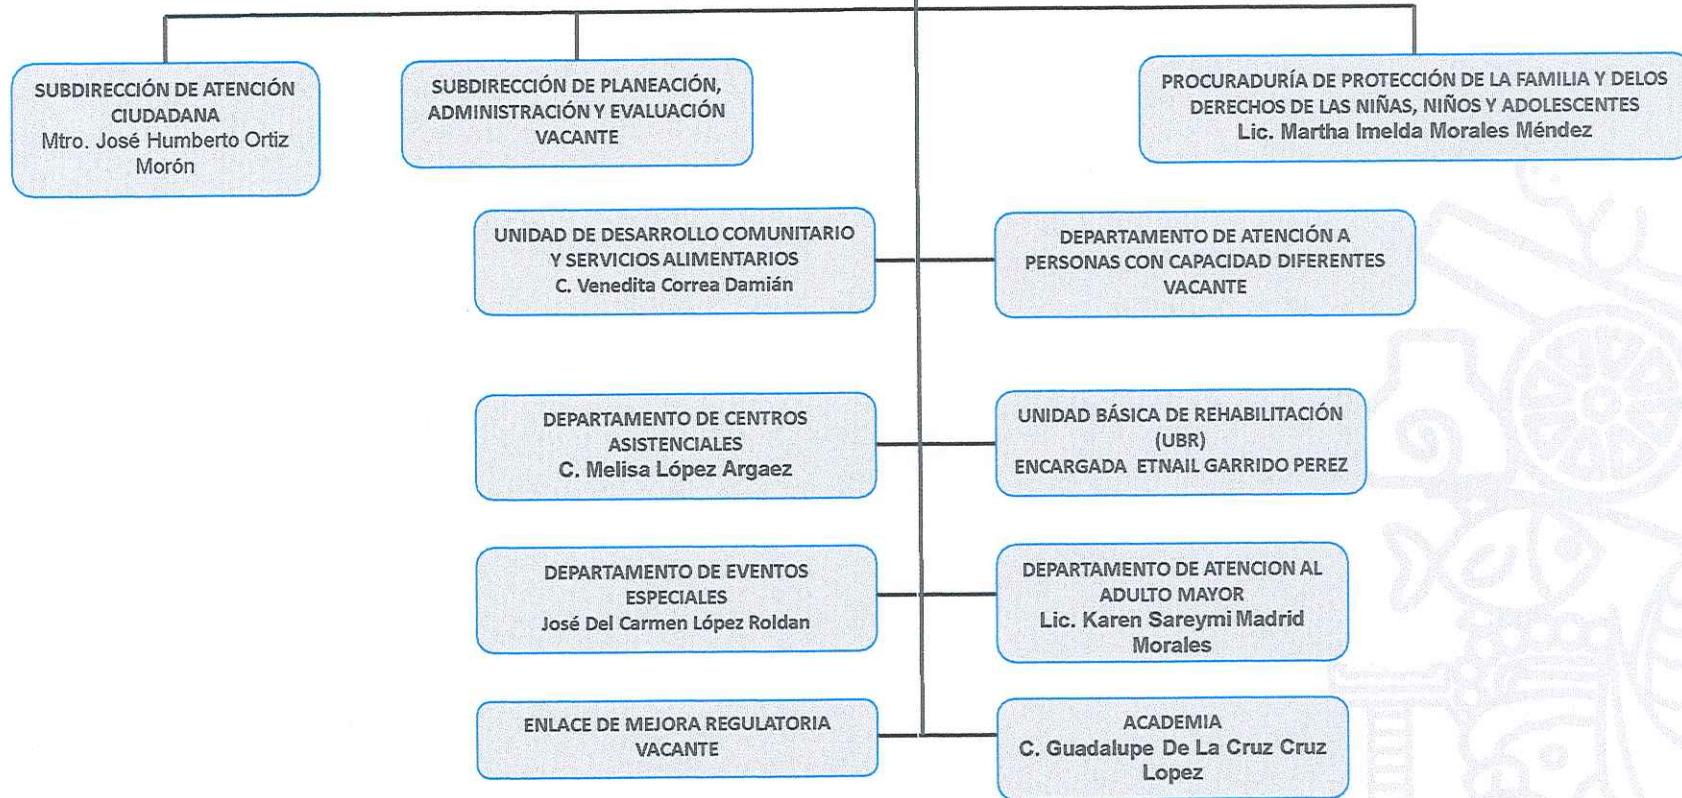 SUBDIRECCIÓN DE ATENCIÓN
CIUDADANA
Mtro. José Humberto Ortiz
Morón
SUBDIRECCIÓN DE PLANEACIÓN,
ADMINISTRACIÓN Y EVALUACIÓN
VACANTE
PROCURADURÍA DE PROTECCIÓN DE LA FAMILIA Y DELOS
DERECHOS DE LAS NIÑAS, NIÑOS Y ADOLESCENTES
Lic. Martha Imelda Morales Méndez
UNIDAD DE DESARROLLO COMUNITARIO
Y SERVICIOS ALIMENTARIOS
C. Venedita Correa Damián
DEPARTAMENTO DE ATENCIÓN A
PERSONAS CON CAPACIDAD DIFERENTES
VACANTE
DEPARTAMENTO DE CENTROS
ASISTENCIALES
C. Melisa López Argaez
UNIDAD BÁSICA DE REHABILITACIÓN
(UBR)
ENCARGADA ETNAIL GARRIDO PEREZ
DEPARTAMENTO DE EVENTOS
ESPECIALES
José Del Carmen López Roldan
DEPARTAMENTO DE ATENCION AL
ADULTO MAYOR
Lic. Karen Sareymi Madrid
Morales
ENLACE DE MEJORA REGULATORIA
VACANTE
ACADEMIA
C. Guadalupe De La Cruz Cruz
Lopez